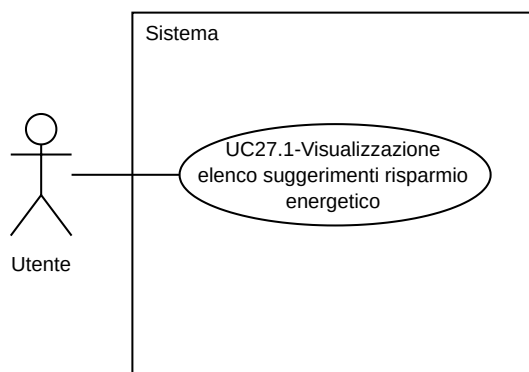 Sistema
UC27.1-Visualizzazione
elenco suggerimenti risparmio
energetico
Utente